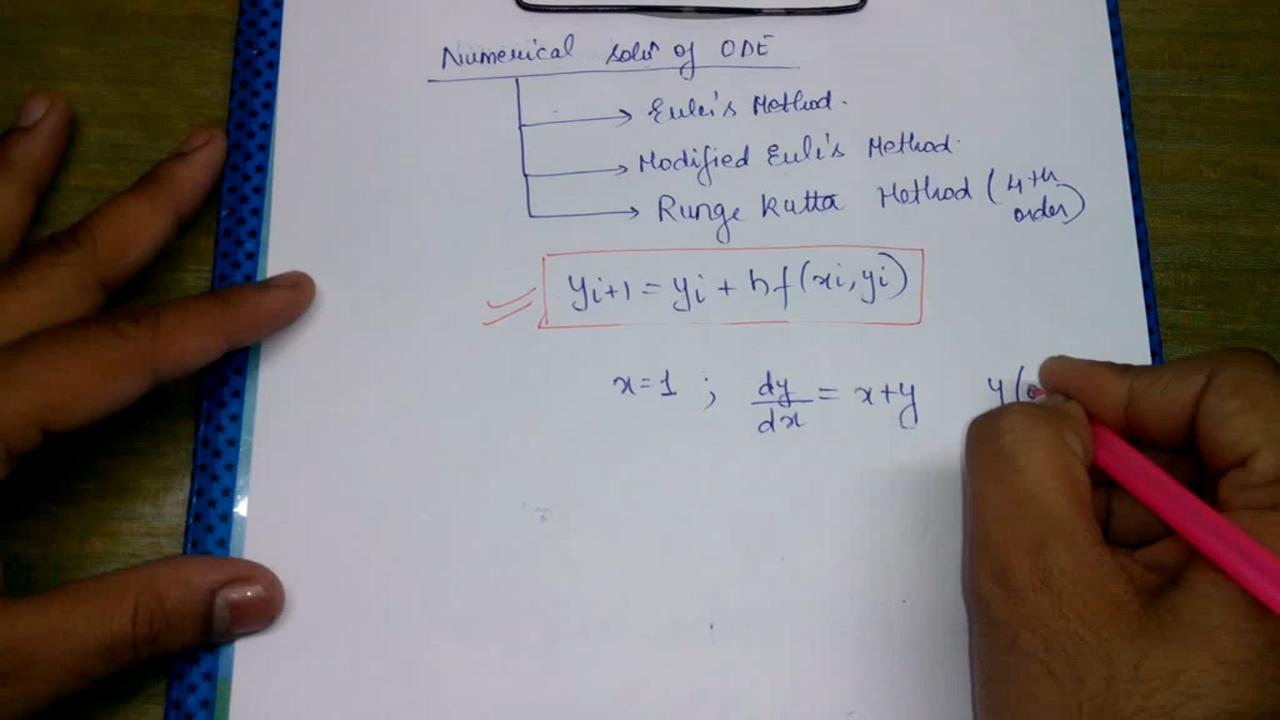 Numerical solⁿ of ODE
Euler's Method.
Modified Euler's Method.
Runge Kutta Method (4th order)
yi+1 = yi + hf(xi, yi)
x=1 ; dy/dx = x+y y(